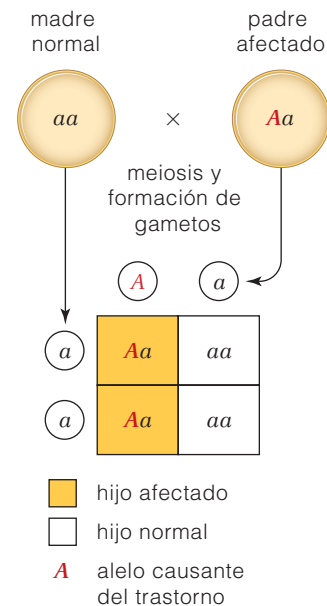 madre
normal
padre
afectado
aa
×
Aa
meiosis y
formación de
gametos
A
a
a
Aa
aa
a
Aa
aa
hijo afectado
hijo normal
A alelo causante
del trastorno